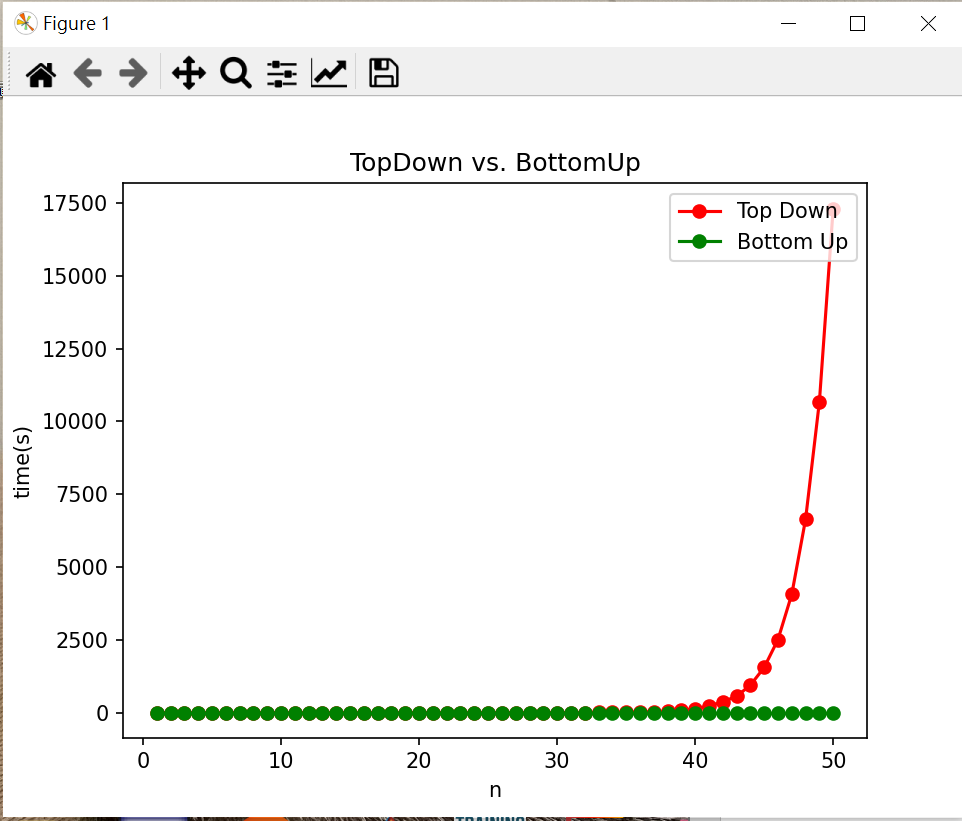 Figure 1
TopDown vs. BottomUp
17500
15000
12500
10000
7500
5000
2500
0
time(s)
Top Down
Bottom Up
0 10 20 30 40 50
n
TRAINING